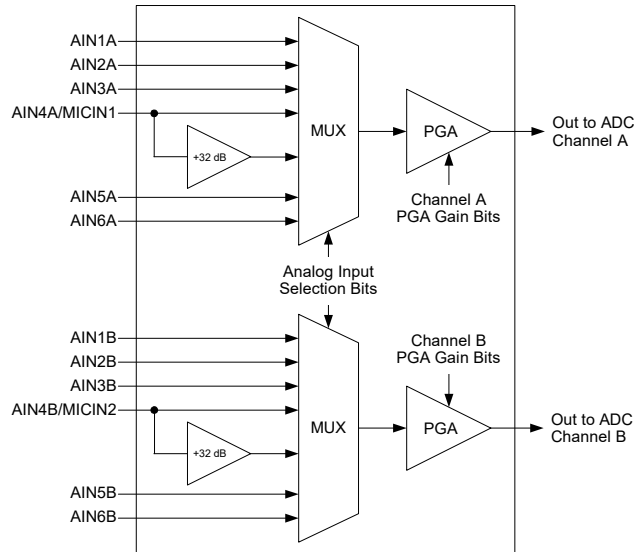 AIN1A
AIN2A
AIN3A
AIN4A/MICIN1
+32 dB
AIN5A
AIN6A
MUX
PGA
Out to ADC
Channel A
Channel A
PGA Gain Bits
Analog Input
Selection Bits
AIN1B
AIN2B
AIN3B
AIN4B/MICIN2
+32 dB
AIN5B
AIN6B
MUX
Channel B
PGA Gain Bits
PGA
Out to ADC
Channel B